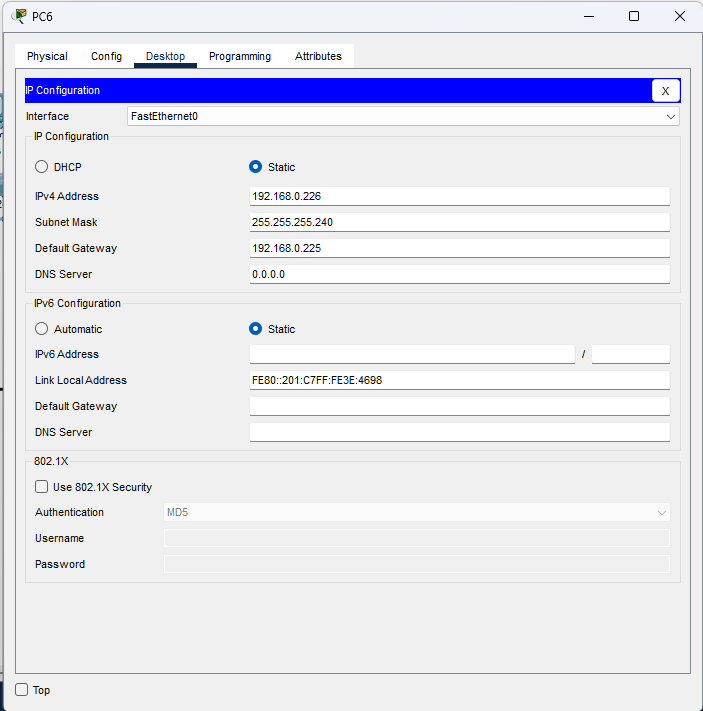 PC6
Physical Config Desktop Programming Attributes
IP Configuration X
Interface FastEthernet0
IP Configuration
DHCP Static
IPv4 Address 192.168.0.226
Subnet Mask 255.255.255.240
Default Gateway 192.168.0.225
DNS Server 0.0.0.0
IPv6 Configuration
Automatic Static
IPv6 Address /
Link Local Address FE80::201:C7FF:FE3E:4698
Default Gateway
DNS Server
802.1X
Use 802.1X Security
Authentication MD5
Username
Password
Top